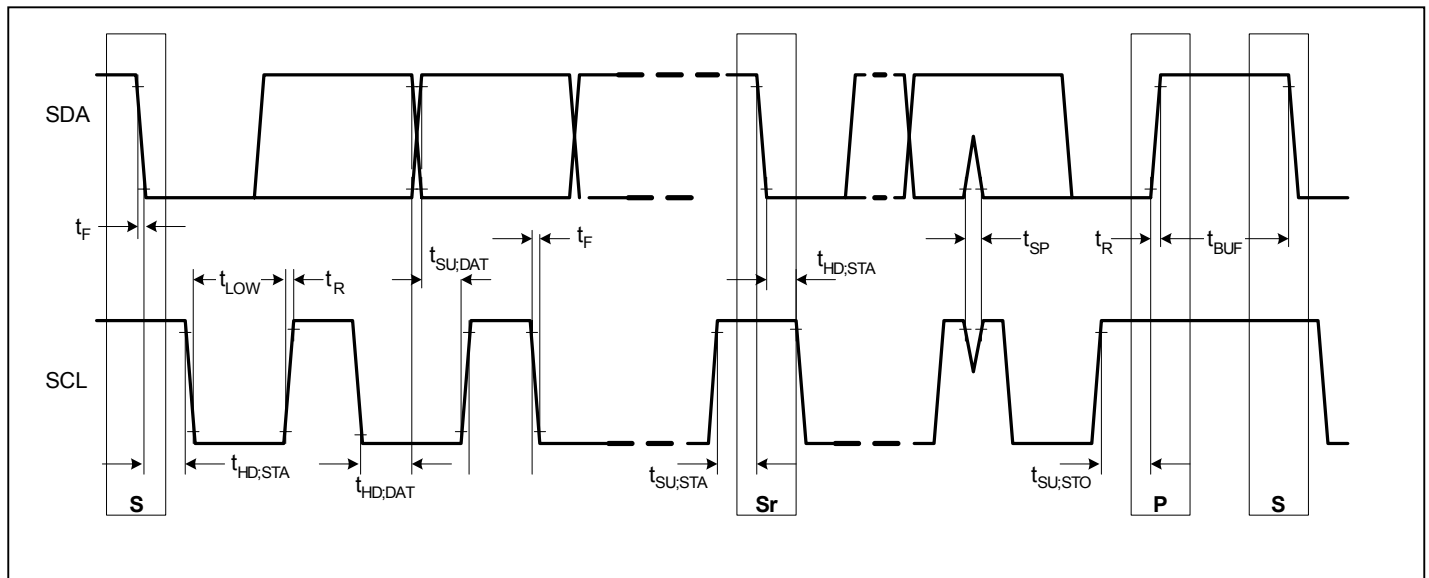 SDA
t_F
t_F
t_SP
t_R
t_BUF
t_SU;DAT
t_HD;STA
t_LOW
t_R
SCL
t_HD;STA
t_HD;DAT
t_SU;STA
t_SU;STO
S
Sr
P
S